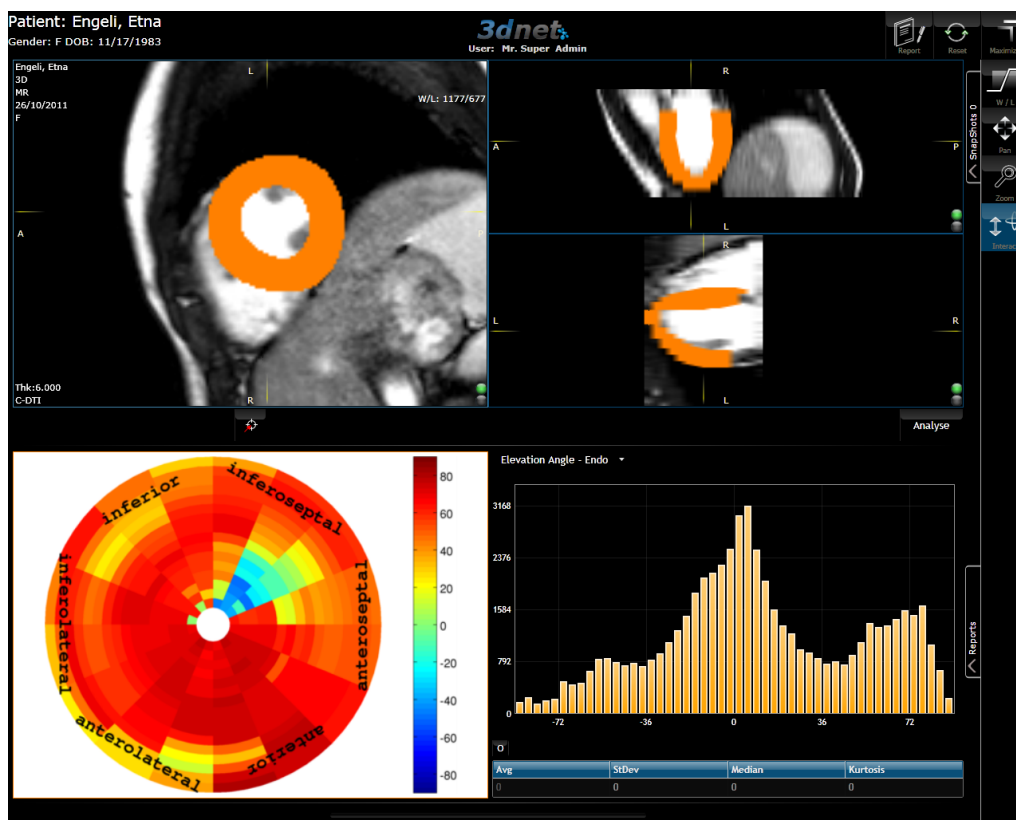 Patient: Engeli, Etna
Gender: F DOB: 11/17/1983
3dnet
User: Mr. Super Admin
Report
Reset
Maximiz
Engeli, Etna
3D
MR
26/10/2011
F
L
W/L: 1177/677
A
P
Thk:6.000
C-DTI
R
R
A
P
L
R
L
R
L
SnapShots 0
W / L
Pan
Zoom
Interac
Analyse
inferior
inferoseptal
anteroseptal
anterior
anterolateral
inferolateral
80
60
40
20
0
-20
-40
-60
-80
Elevation Angle - Endo
3168
2376
1584
792
0
-72
-36
0
36
72
Reports
O
Avg StDev Median Kurtosis
0 0 0 0